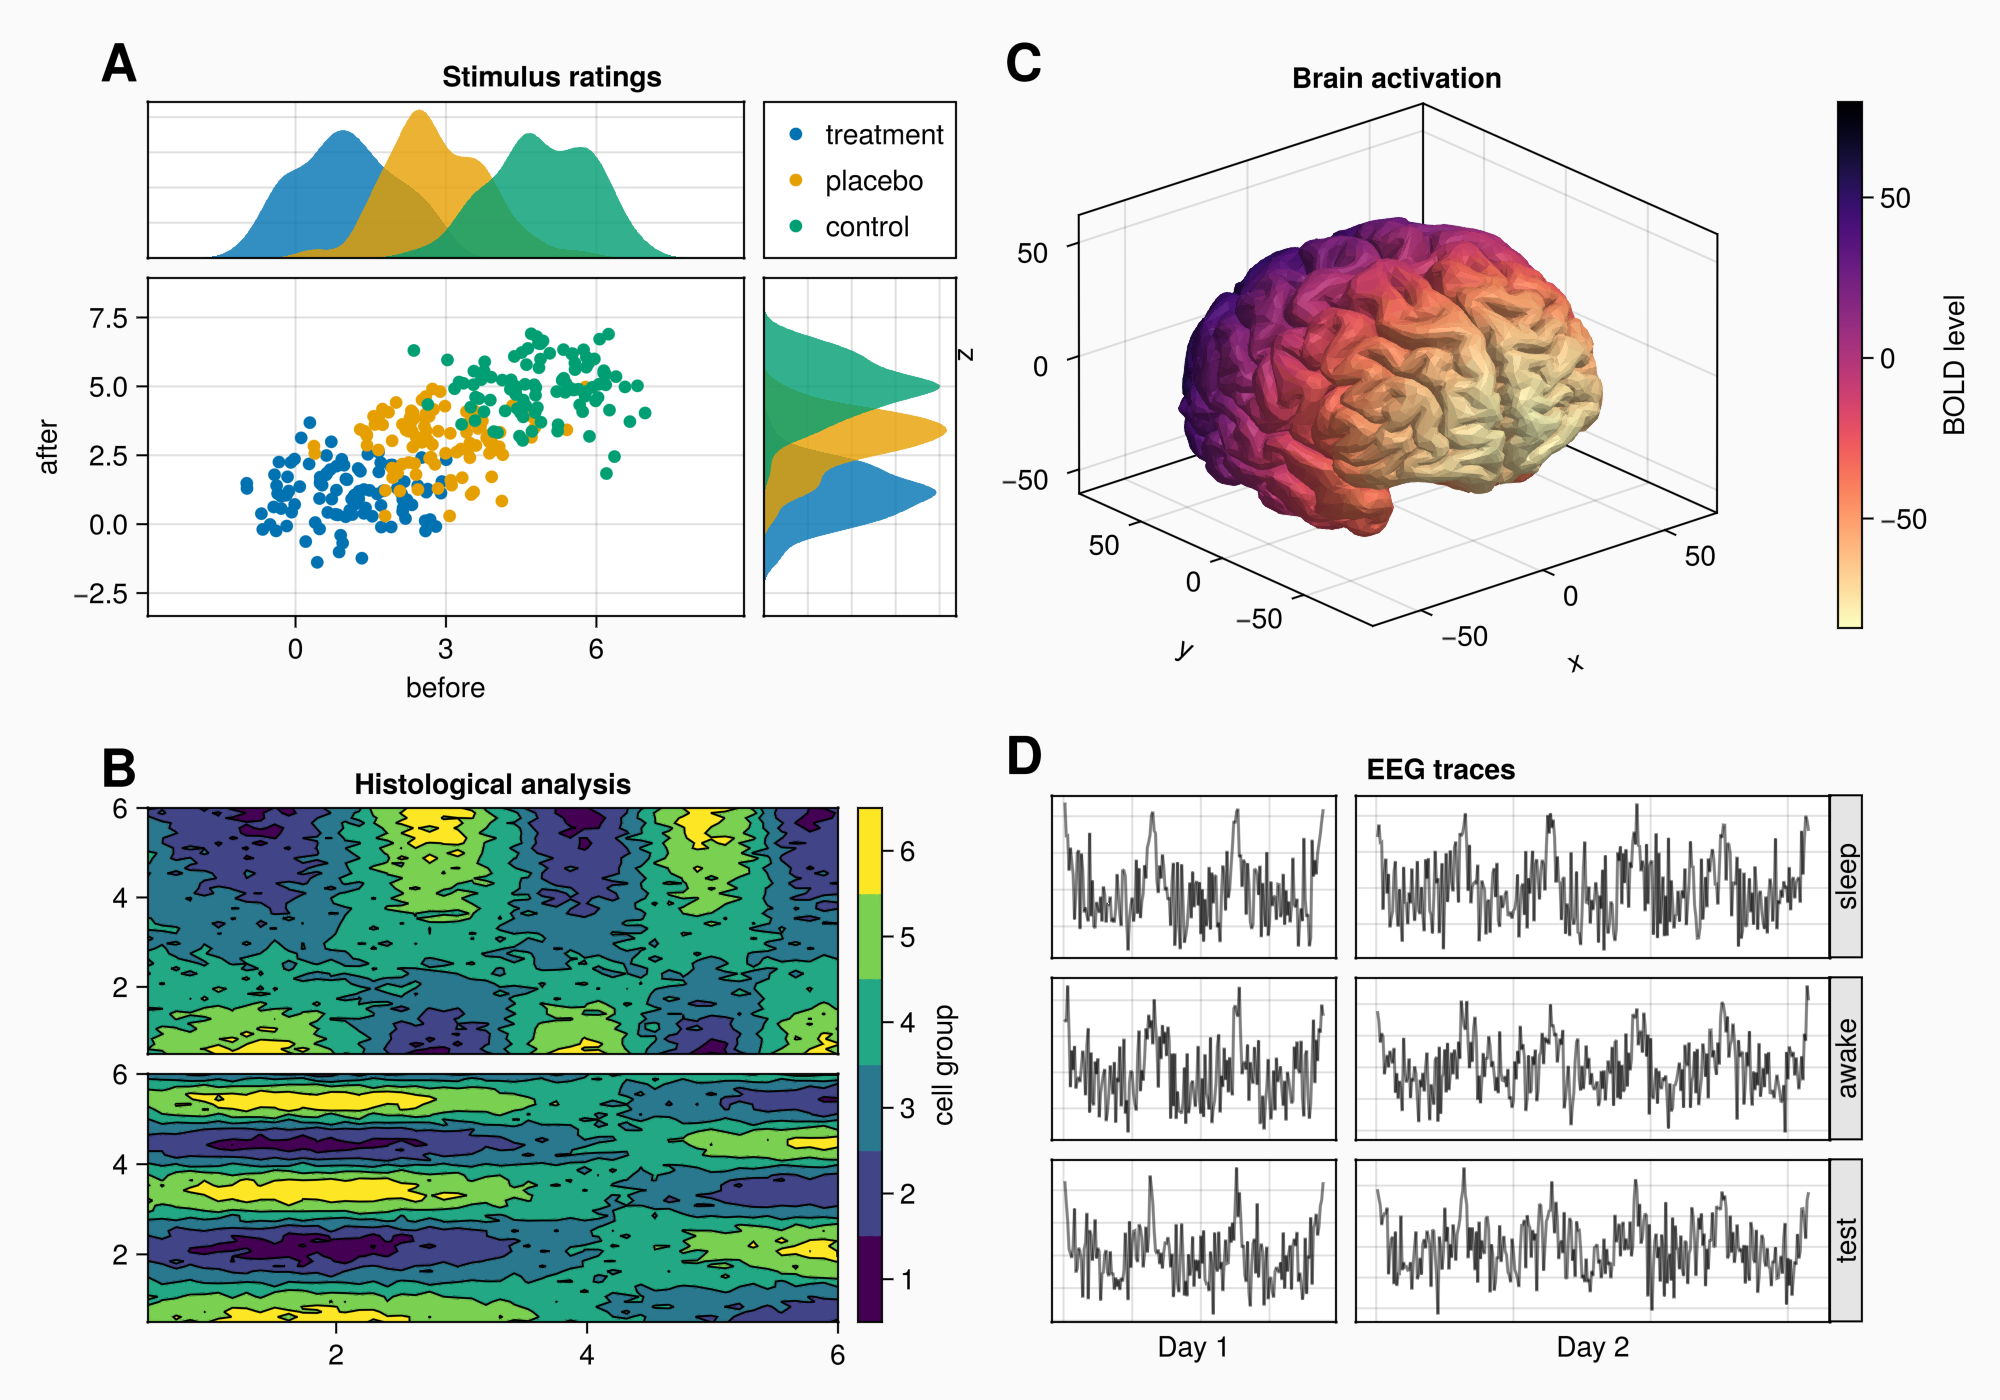 A
Stimulus ratings
treatment
placebo
control
7.5
5.0
2.5
0.0
−2.5
after
0
3
6
before
C
Brain activation
z
50
0
−50
50
0
−50
y
−50
0
50
x
50
0
−50
BOLD level
B
Histological analysis
6
4
2
6
4
2
2
4
6
6
5
4
3
2
1
cell group
D
EEG traces
sleep
awake
test
Day 1
Day 2